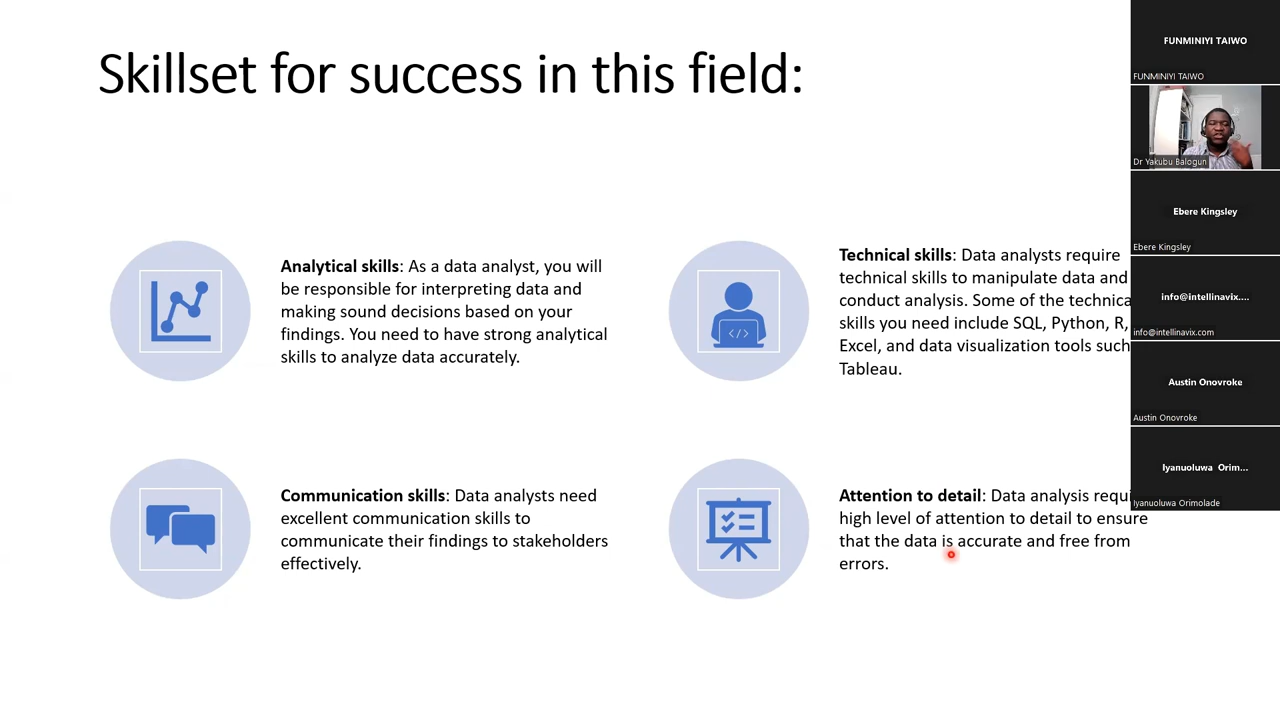 Skillset for success in this field:
Analytical skills: As a data analyst, you will
be responsible for interpreting data and
making sound decisions based on your
findings. You need to have strong analytical
skills to analyze data accurately.
Technical skills: Data analysts require
technical skills to manipulate data and
conduct analysis. Some of the technica
skills you need include SQL, Python, R,
Excel, and data visualization tools such
Tableau.
Communication skills: Data analysts need
excellent communication skills to
communicate their findings to stakeholders
effectively.
Attention to detail: Data analysis requi
high level of attention to detail to ensure
that the data is accurate and free from
errors.
FUNMINIYI TAIWO
FUNMINIYI TAIWO
Dr Yakubu Balogun
Ebere Kingsley
Ebere Kingsley
info@intellinavix....
info@intellinavix.com
Austin Onovroke
Austin Onovroke
Iyanuoluwa Orim...
Iyanuoluwa Orimolade